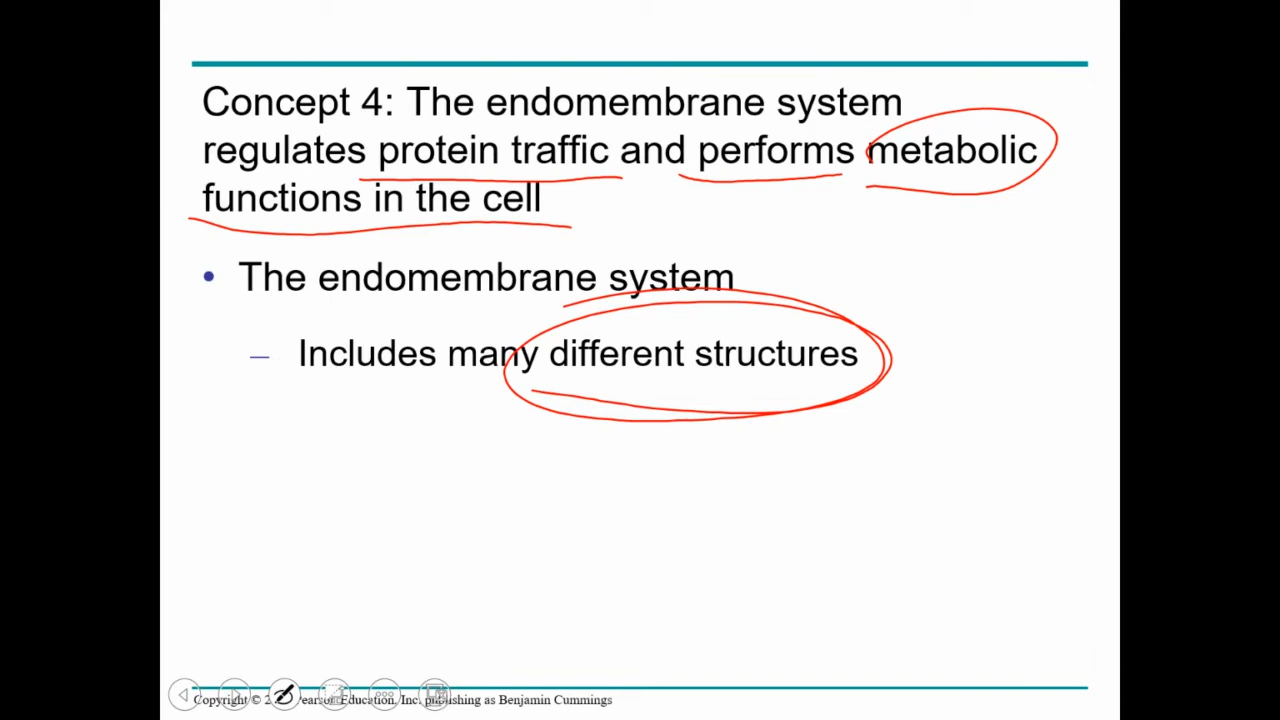 Concept 4: The endomembrane system
regulates protein traffic and performs metabolic
functions in the cell
• The endomembrane system
– Includes many different structures
Copyright © Pearson Education, Inc. publishing as Benjamin Cummings